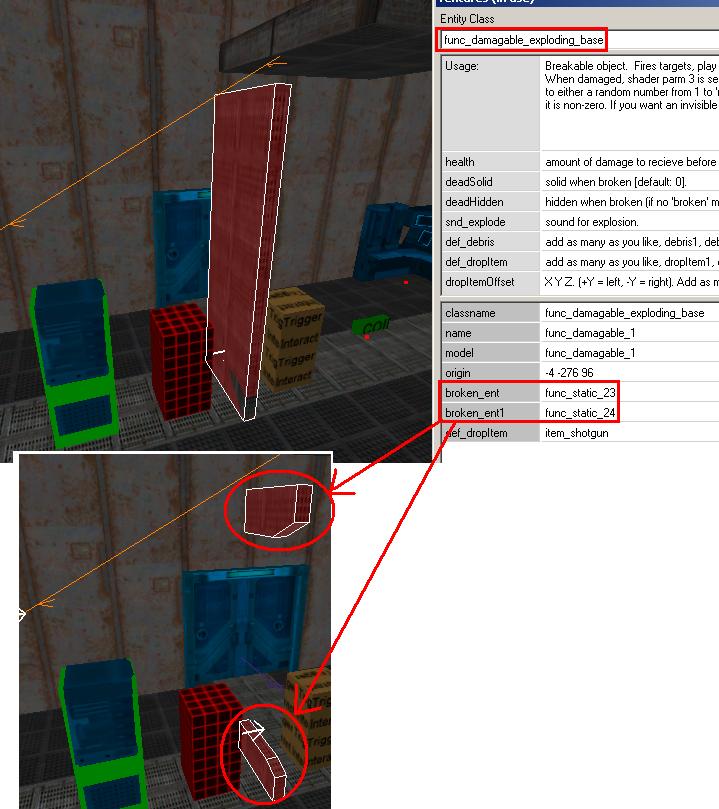 Entity Class
func_damagable_exploding_base
Usage:
Breakable object. Fires targets, play
When damaged, shader parm 3 is se
to either a random number from 1 to 'r
it is non-zero. If you want an invisible
health
amount of damage to recieve before
deadSolid
solid when broken [default: 0].
deadHidden
hidden when broken (if no 'broken' m
snd_explode
sound for explosion.
def_debris
add as many as you like, debris1, deb
def_dropItem
add as many as you like, dropItem1, d
dropItemOffset
X Y Z. (+Y = left, -Y = right). Add as m
classname
func_damagable_exploding_base
name
func_damagable_1
model
func_damagable_1
origin
-4 -276 96
broken_ent
func_static_23
broken_ent1
func_static_24
def_dropItem
item_shotgun
Trigger
Interact
Trigger
Interact
coil
Inter
Trigg
Inter